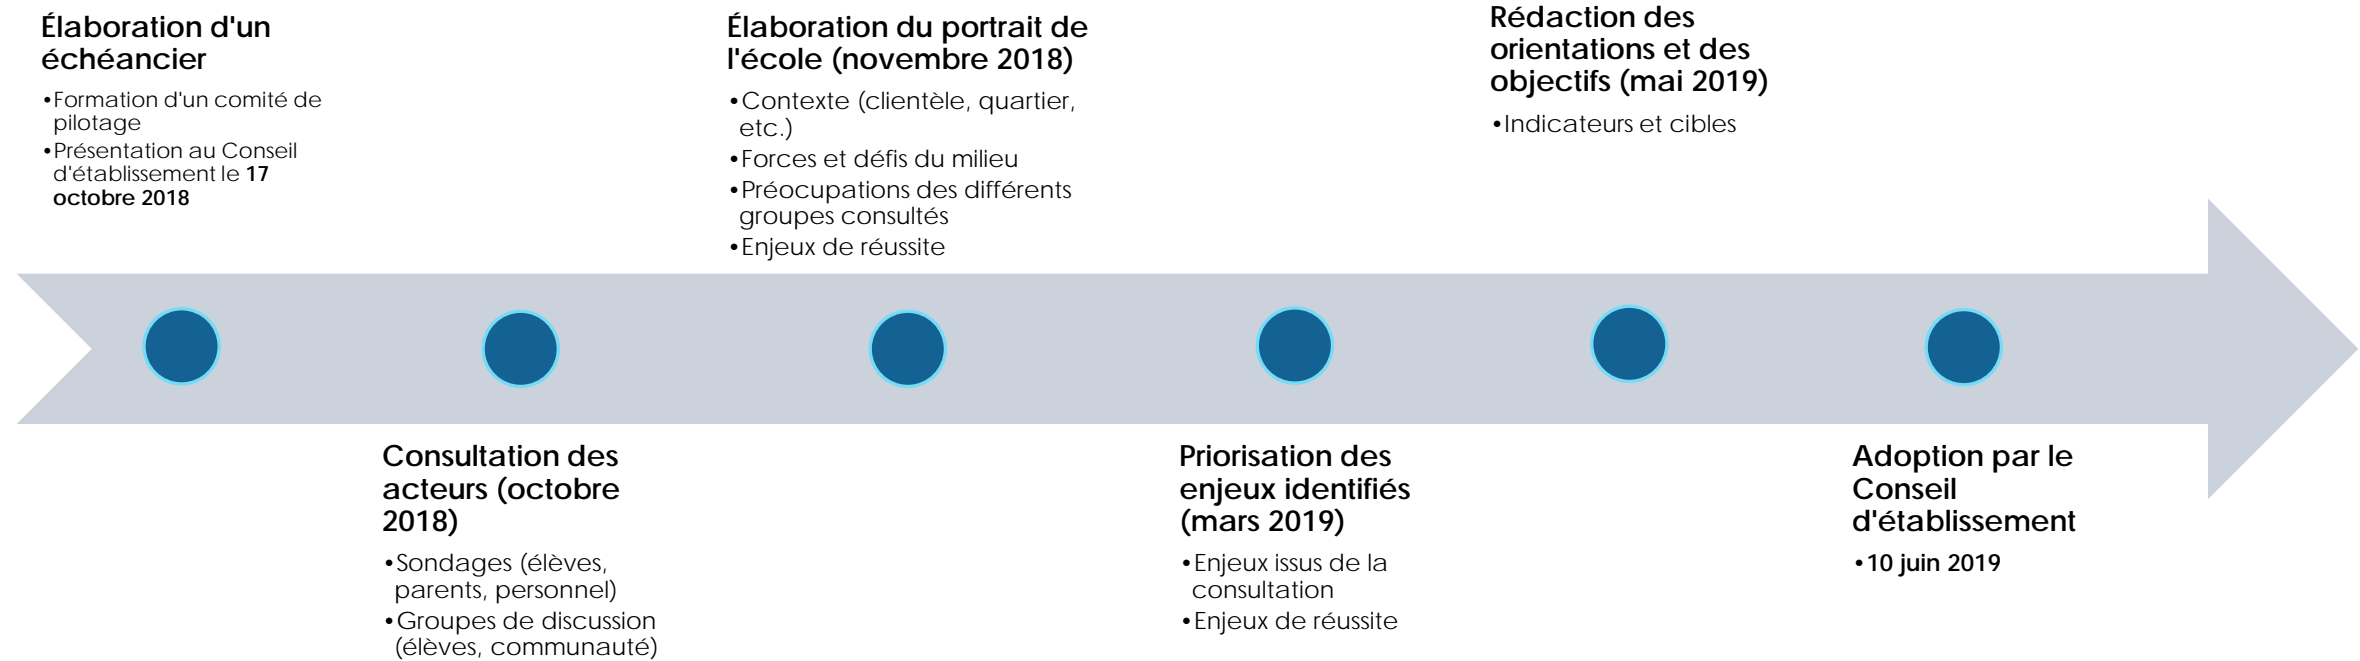 Élaboration d'un
échéancier
•Formation d'un comité de
pilotage
•Présentation au Conseil
d'établissement le 17
octobre 2018
Consultation des
acteurs (octobre
2018)
•Sondages (élèves,
parents, personnel)
•Groupes de discussion
(élèves, communauté)
Élaboration du portrait de
l'école (novembre 2018)
•Contexte (clientèle, quartier,
etc.)
•Forces et défis du milieu
•Préoccupations des différents
groupes consultés
•Enjeux de réussite
Priorisation des
enjeux identifiés
(mars 2019)
•Enjeux issus de la
consultation
•Enjeux de réussite
Rédaction des
orientations et des
objectifs (mai 2019)
•Indicateurs et cibles
Adoption par le
Conseil
d'établissement
•10 juin 2019